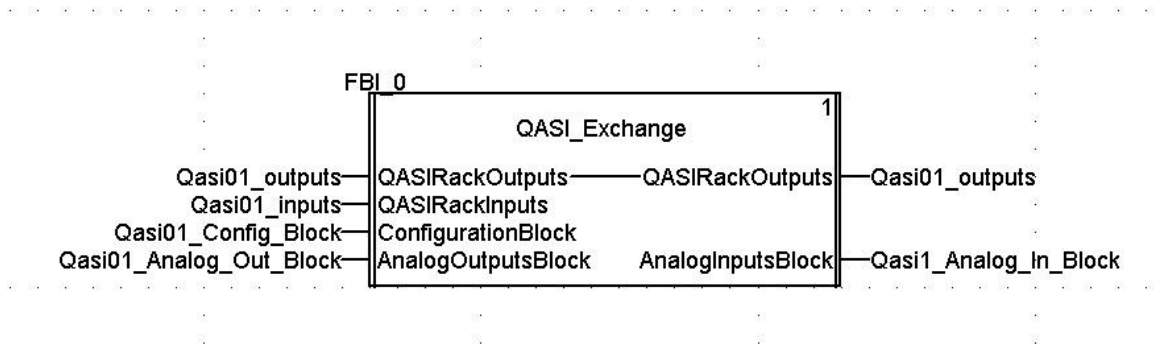 FBI_0
1
QASI_Exchange
Qasi01_outputs QASIRackOutputs QASIRackOutputs Qasi01_outputs
Qasi01_inputs QASIRackInputs
Qasi01_Config_Block ConfigurationBlock
Qasi01_Analog_Out_Block AnalogOutputsBlock AnalogInputsBlock Qasi1_Analog_In_Block